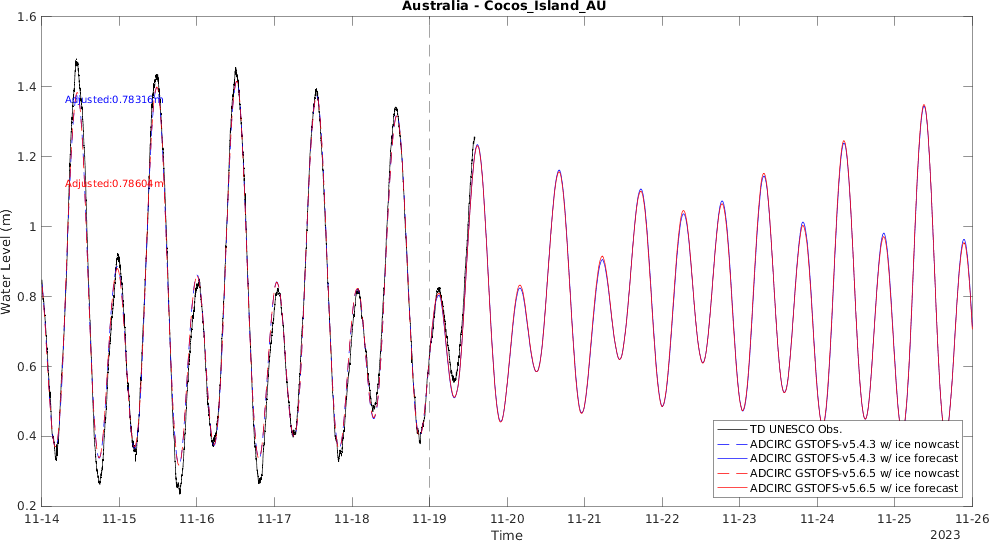 Australia - Cocos_Island_AU
1.6
1.4
1.2
1
0.8
0.6
0.4
0.2
Water Level (m)
Adjusted:0.78316m
Adjusted:0.78604m
TD UNESCO Obs.
ADCIRC GSTOFS-v5.4.3 w/ ice nowcast
ADCIRC GSTOFS-v5.4.3 w/ ice forecast
ADCIRC GSTOFS-v5.6.5 w/ ice nowcast
ADCIRC GSTOFS-v5.6.5 w/ ice forecast
11-14 11-15 11-16 11-17 11-18 11-19 11-20 11-21 11-22 11-23 11-24 11-25 11-26
Time
2023